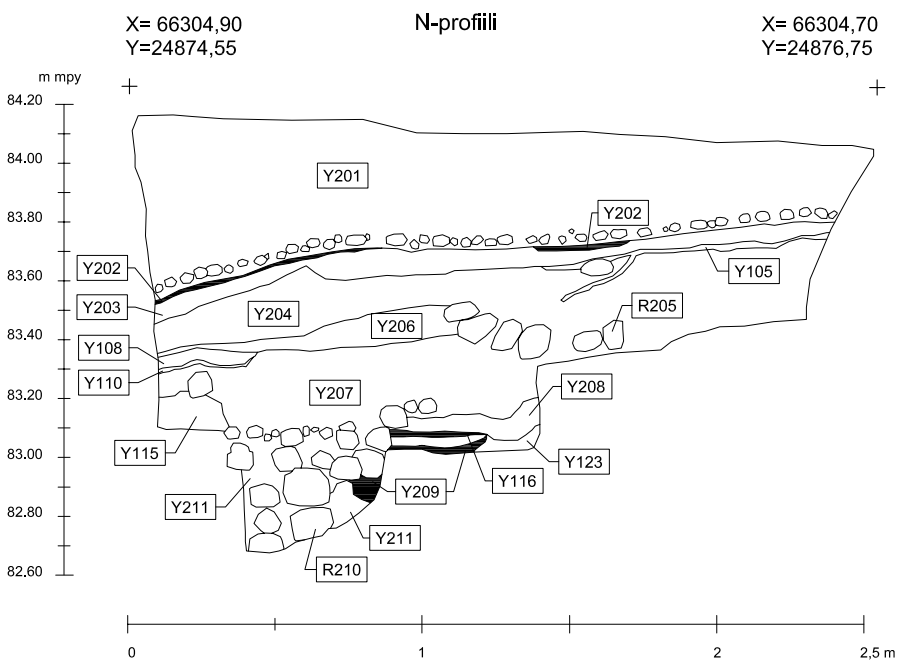 X= 66304,90
Y=24874,55
N-profiili
X= 66304,70
Y=24876,75
m mpy
84.20
84.00
83.80
83.60
83.40
83.20
83.00
82.80
82.60
Y201
Y202
Y202
Y105
Y203
Y204
Y206
R205
Y108
Y110
Y207
Y208
Y115
Y123
Y116
Y209
Y211
Y211
R210
0
1
2
2,5 m